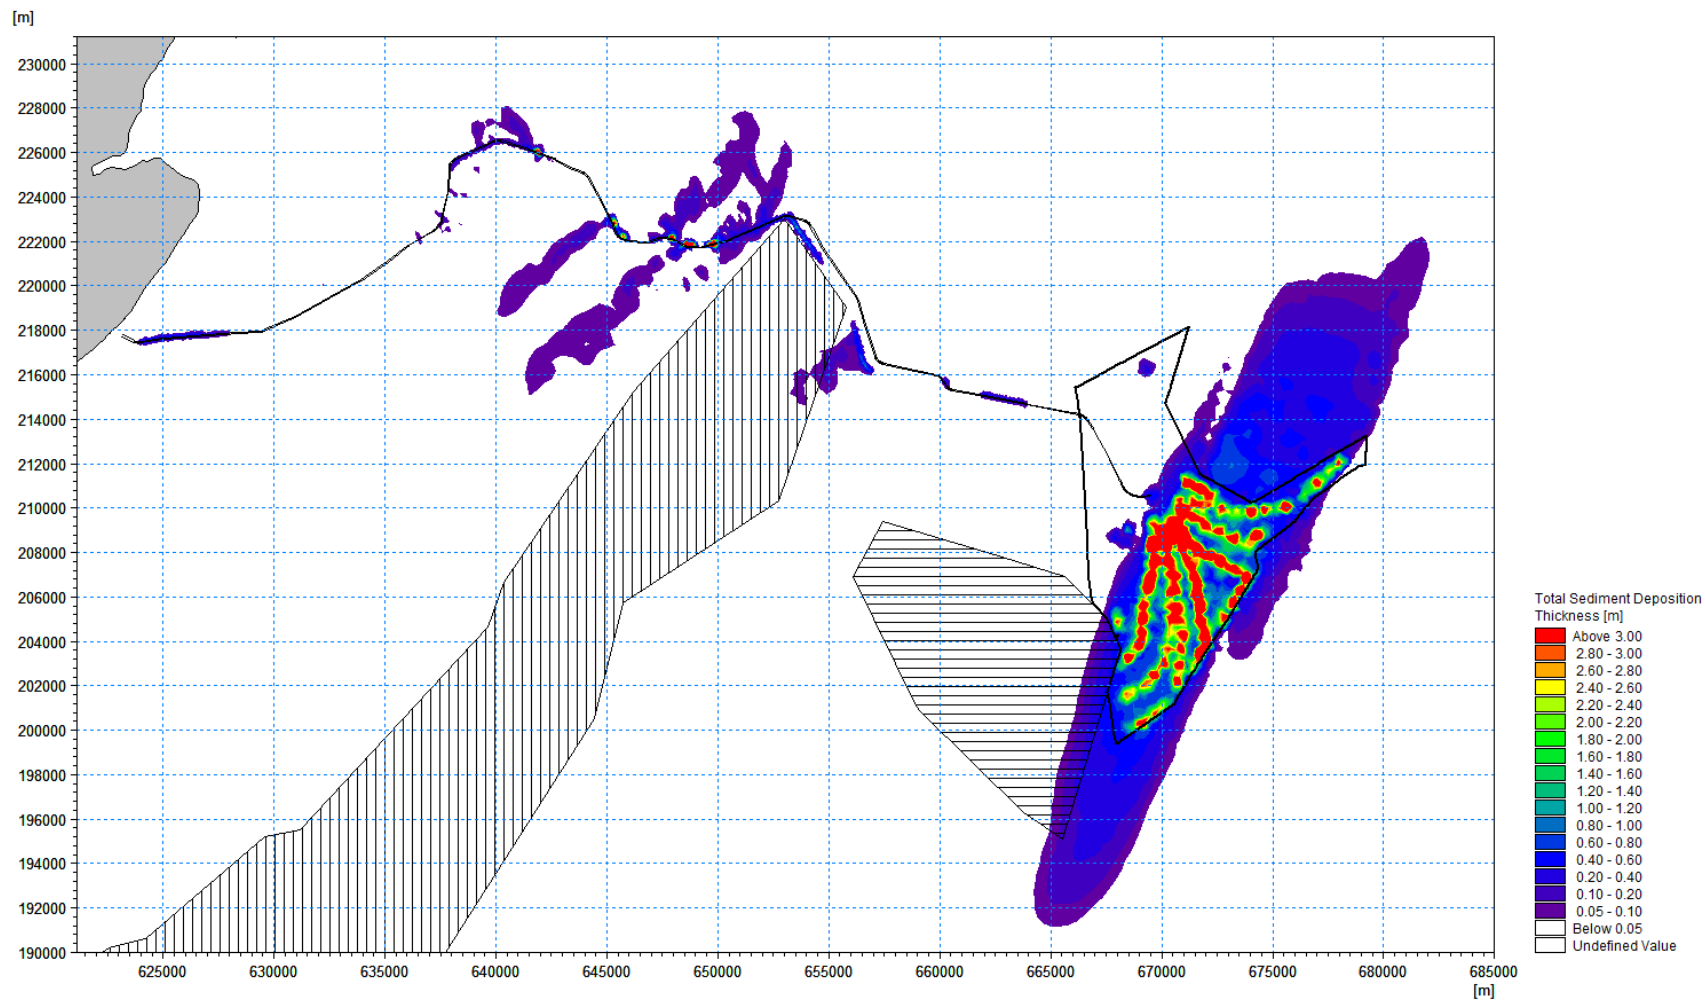 [m]
230000
228000
226000
224000
222000
220000
218000
216000
214000
212000
210000
208000
206000
204000
202000
200000
198000
196000
194000
192000
190000
625000 630000 635000 640000 645000 650000 655000 660000 665000 670000 675000 680000 685000
[m]
Total Sediment Deposition
Thickness [m]
Above 3.00
2.80 - 3.00
2.60 - 2.80
2.40 - 2.60
2.20 - 2.40
2.00 - 2.20
1.80 - 2.00
1.60 - 1.80
1.40 - 1.60
1.20 - 1.40
1.00 - 1.20
0.80 - 1.00
0.60 - 0.80
0.40 - 0.60
0.20 - 0.40
0.10 - 0.20
0.05 - 0.10
Below 0.05
Undefined Value